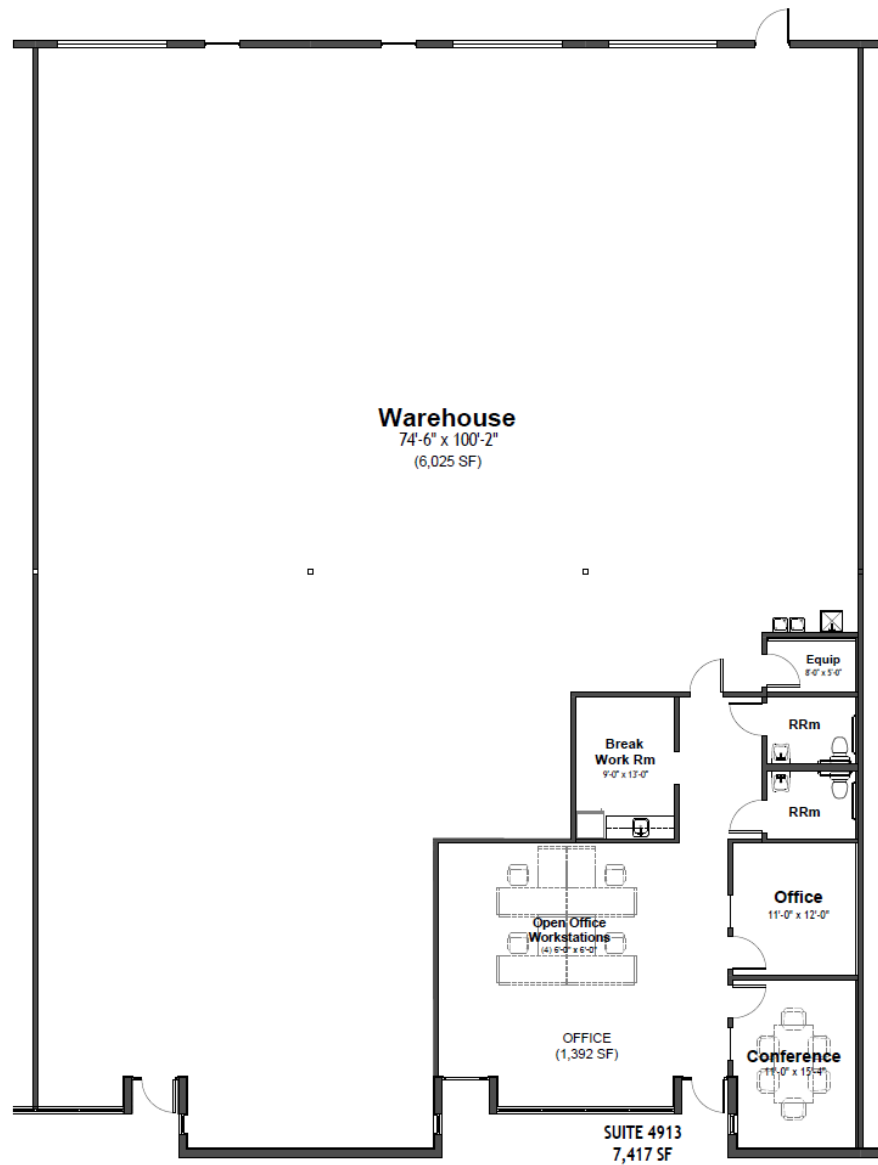 Warehouse
74'-6" x 100'-2"
(6,025 SF)
Equip
8'-0" x 5'-0"
RRm
Break
Work Rm
9'-0" x 13'-0"
RRm
Office
11'-0" x 12'-0"
Open Office
Workstations
(4) 6'-0" x 6'-0"
OFFICE
(1,392 SF)
Conference
11'-0" x 15'-4"
SUITE 4913
7,417 SF